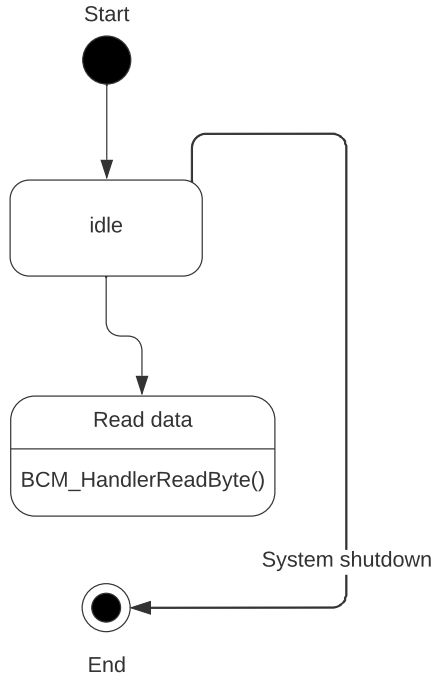 Start
idle
Read data
BCM_HandlerReadByte()
System shutdown
End